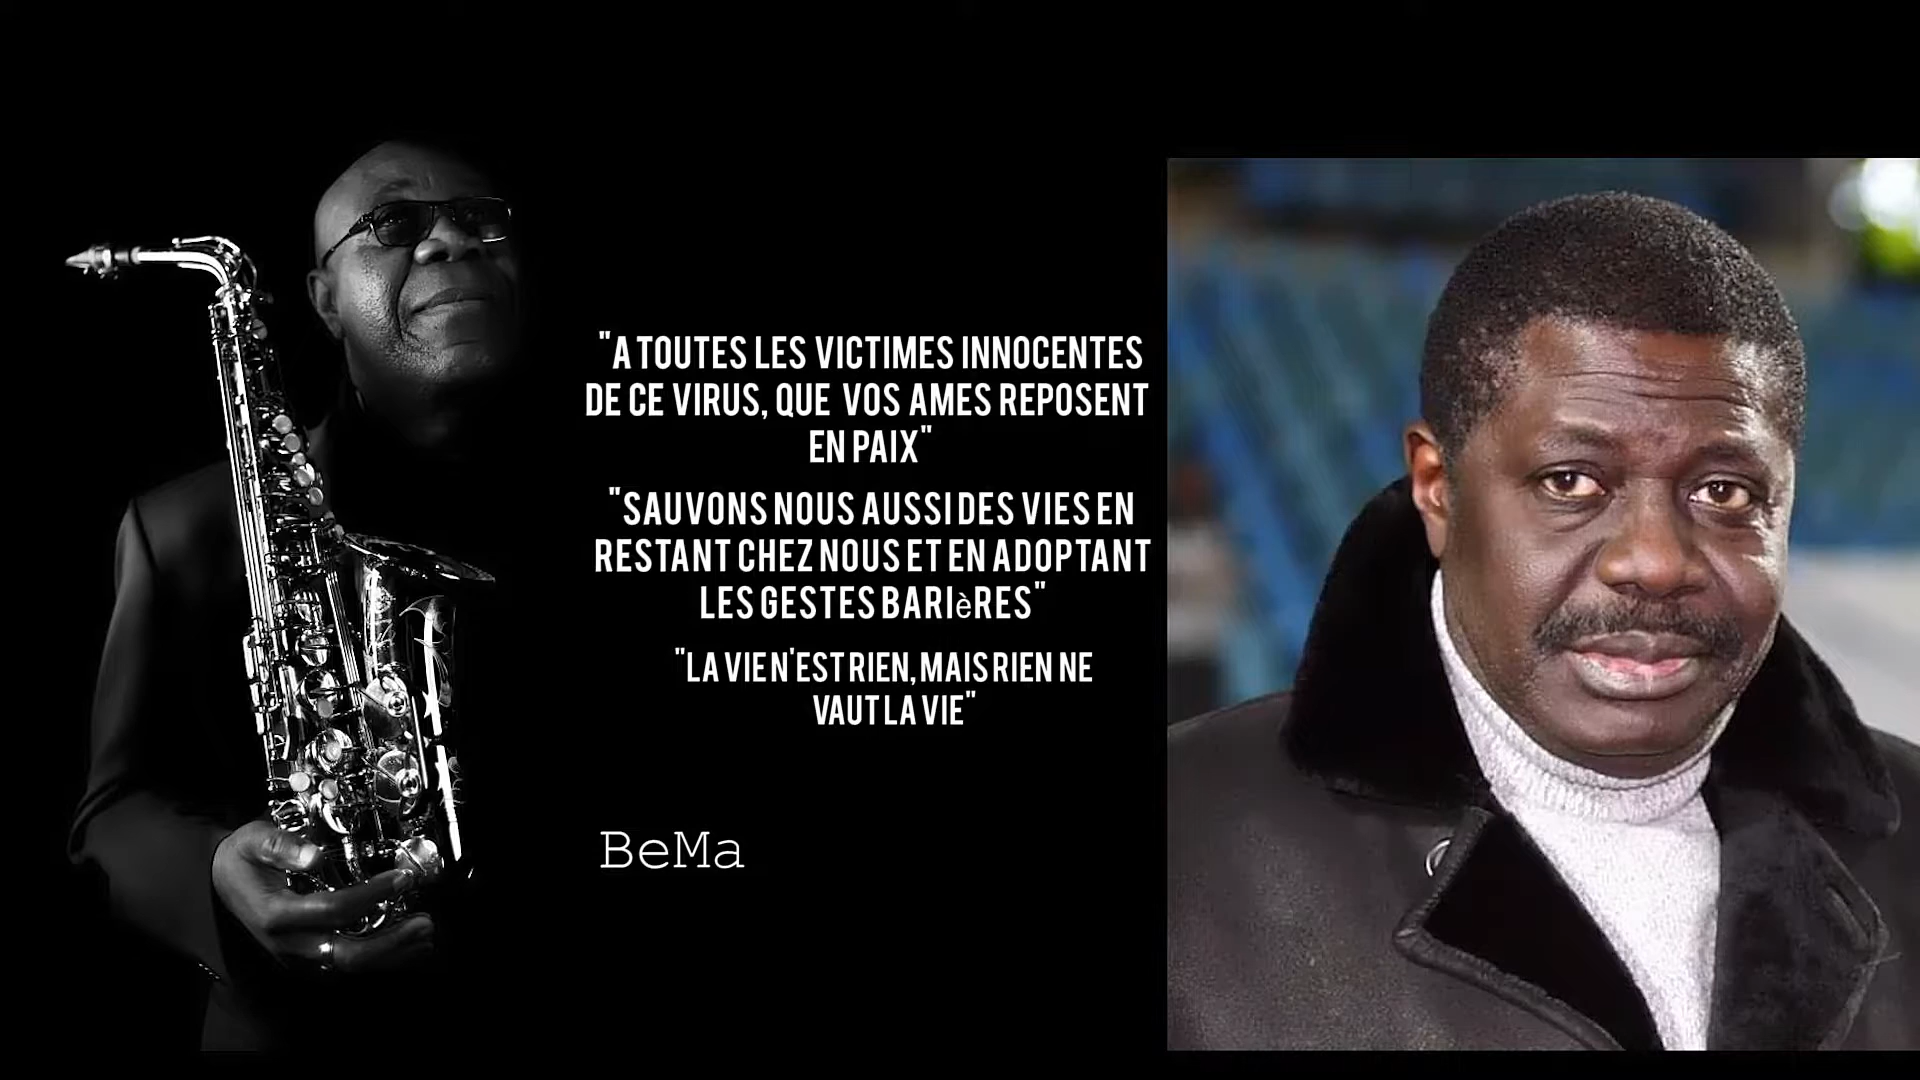 "A TOUTES LES VICTIMES INNOCENTES
DE CE VIRUS, QUE VOS AMES REPOSENT
EN PAIX"
"SAUVONS NOUS AUSSI DES VIES EN
RESTANT CHEZ NOUS ET EN ADOPTANT
LES GESTES BARIèRES"
"LA VIE N'EST RIEN, MAIS RIEN NE
VAUT LA VIE"
BeMa